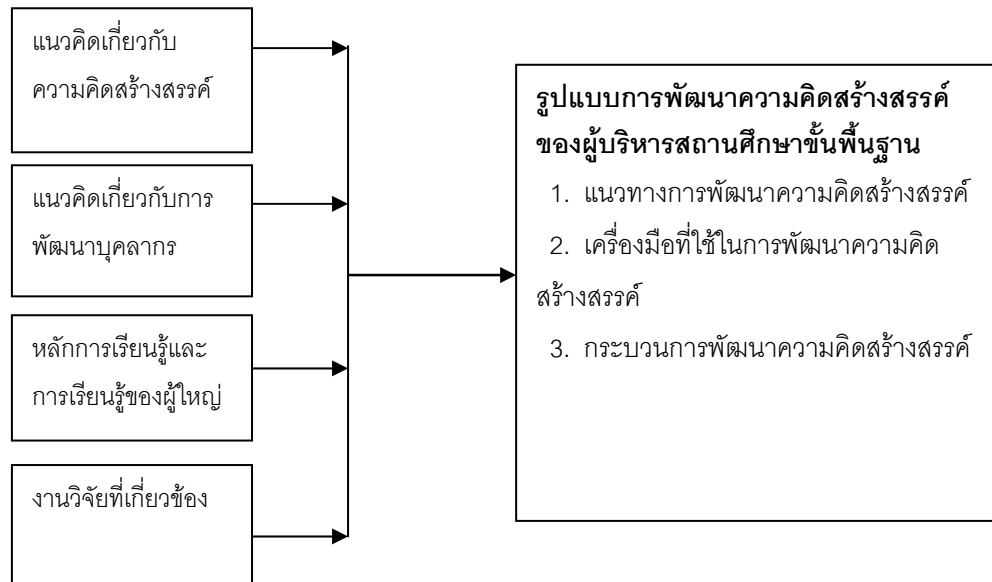 แนวคิดเกี่ยวกับ
ความคิดสร้างสรรค์
แนวคิดเกี่ยวกับการ
พัฒนาบุคลากร
หลักการเรียนรู้และ
การเรียนรู้ของผู้ใหญ่
งานวิจัยที่เกี่ยวข้อง
รูปแบบการพัฒนาความคิดสร้างสรรค์
ของผู้บริหารสถานศึกษาขั้นพื้นฐาน
1. แนวทางการพัฒนาความคิดสร้างสรรค์
2. เครื่องมือที่ใช้ในการพัฒนาความคิด
สร้างสรรค์
3. กระบวนการพัฒนาความคิดสร้างสรรค์